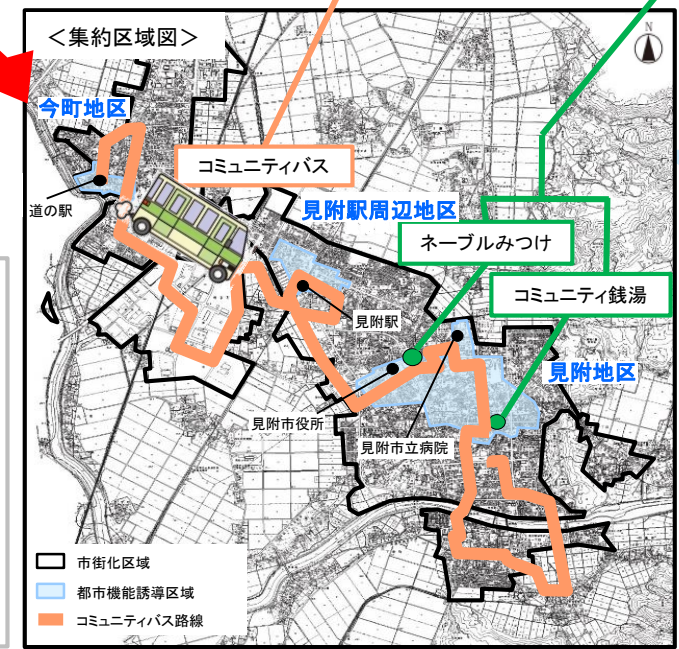 ＜集約区域図＞
N
今町地区
コミュニティバス
道の駅
見附駅周辺地区
ネーブルみつけ
コミュニティ銭湯
見附駅
見附地区
見附市役所
見附市立病院
市街化区域
都市機能誘導区域
コミュニティバス路線